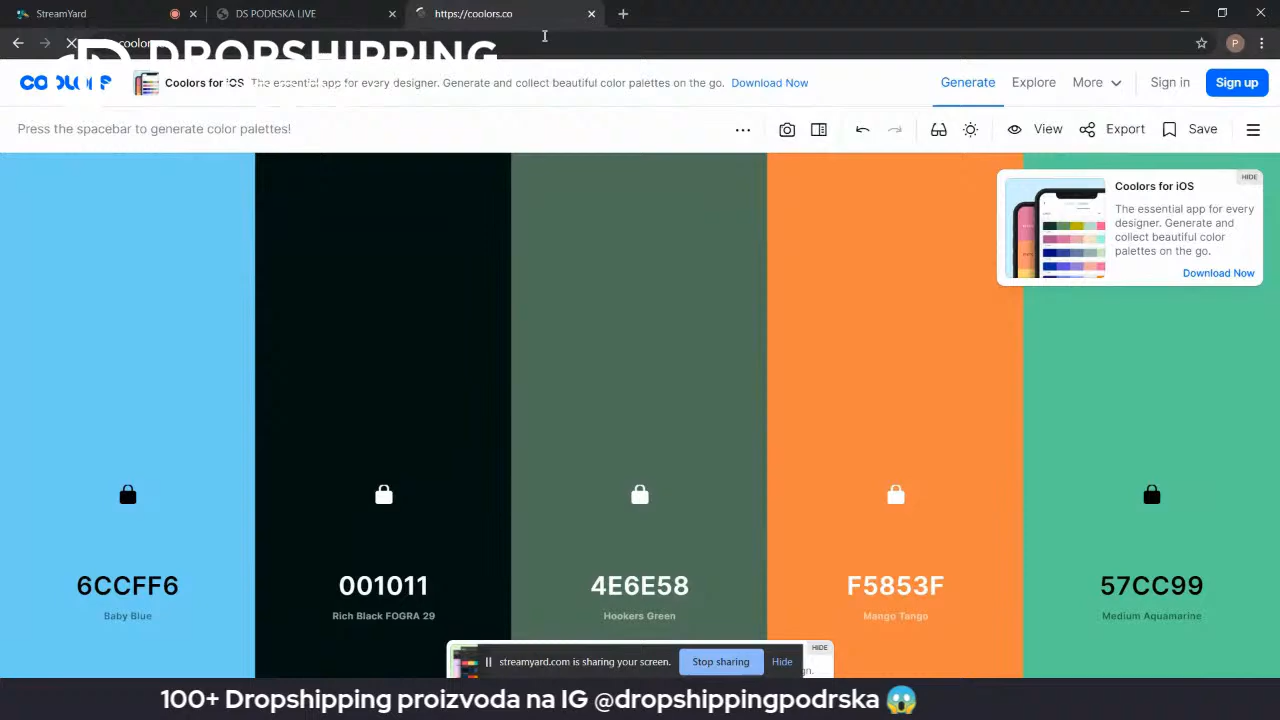 StreamYard
DS PODRSKA LIVE
https://coolors.co
coolors
DROPSHIPPING
P
COOLORS
Coolors for iOS The essential app for every designer. Generate and collect beautiful color palettes on the go. Download Now
Generate
Explore
More
Sign in
Sign up
Press the spacebar to generate color palettes!
View
Export
Save
HIDE
Coolors for iOS
The essential app for every
designer. Generate and
collect beautiful color
palettes on the go.
Download Now
6CCFF6
Baby Blue
001011
Rich Black FOGRA 29
4E6E58
Hookers Green
F5853F
Mango Tango
57CC99
Medium Aquamarine
HIDE
streamyard.com is sharing your screen.
Stop sharing
Hide
100+ Dropshipping proizvoda na IG @dropshippingpodrska 😱